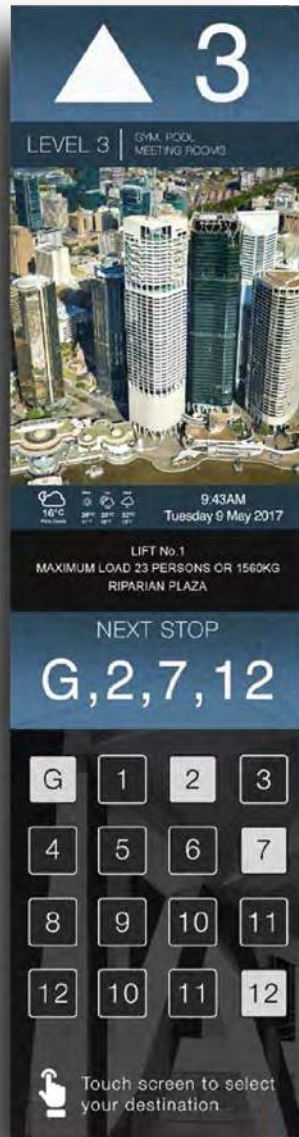 3
LEVEL 3
GYM, POOL
MEETING ROOMS
16°C
9:43AM
Tuesday 9 May 2017
LIFT No.1
MAXIMUM LOAD 23 PERSONS OR 1560KG
RIPARIAN PLAZA
NEXT STOP
G,2,7,12
G 1 2 3
4 5 6 7
8 9 10 11
12 10 11 12
Touch screen to select
your destination